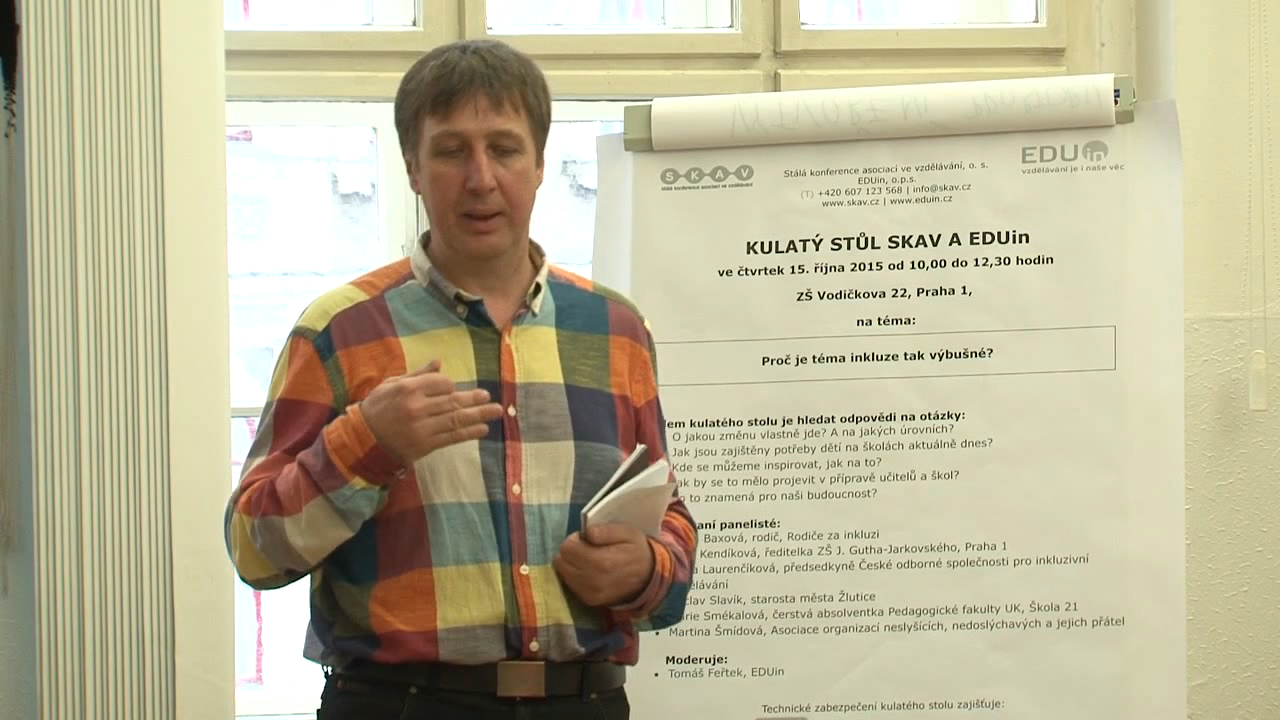 SKAV
stálá konference asociací ve vzdělávání
Stálá konference asociací ve vzdělávání, o. s.
EDUin, o.p.s.
(T) +420 607 123 568 | info@skav.cz
www.skav.cz | www.eduin.cz
EDUin
vzdělávání je i naše věc
KULATÝ STŮL SKAV A EDUin
ve čtvrtek 15. října 2015 od 10,00 do 12,30 hodin
ZŠ Vodičkova 22, Praha 1,
na téma:
Proč je téma inkluze tak výbušné?
kulatého stolu je hledat odpovědi na otázky:
O jakou změnu vlastně jde? A na jakých úrovních?
Jak jsou zajištěny potřeby dětí na školách aktuálně dnes?
Kde se můžeme inspirovat, jak na to?
by se to mělo projevit v přípravě učitelů a škol?
to znamená pro naši budoucnost?
panelisté:
Baxová, rodič, Rodiče za inkluzi
Kendíková, ředitelka ZŠ J. Gutha-Jarkovského, Praha 1
Laurenčíková, předsedkyně České odborné společnosti pro inkluzivní
Slavík, starosta města Žlutice
Smékalová, čerstvá absolventka Pedagogické fakulty UK, Škola 21
• Martina Šmídová, Asociace organizací neslyšících, nedoslýchavých a jejich přátel
Moderuje:
• Tomáš Feřtek, EDUin
Technické zabezpečení kulatého stolu zajišťuje: